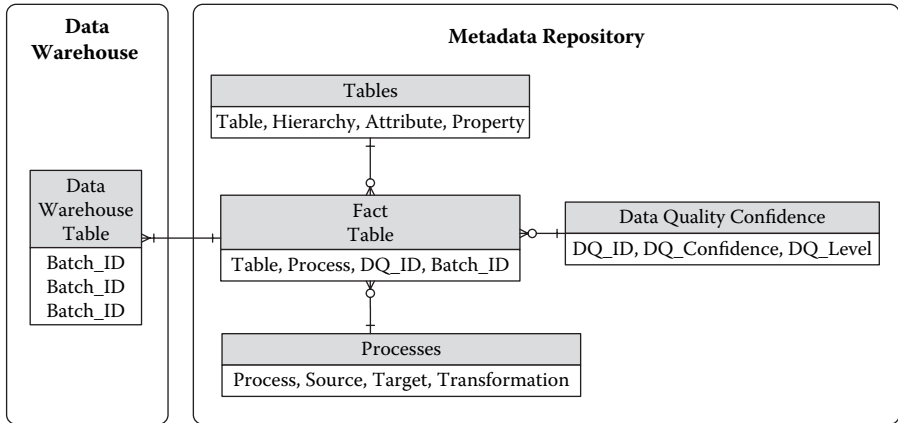 Data
Warehouse
Metadata Repository
Tables
Table, Hierarchy, Attribute, Property
Data
Warehouse
Table
Batch_ID
Batch_ID
Batch_ID
Fact
Table
Table, Process, DQ_ID, Batch_ID
Data Quality Confidence
DQ_ID, DQ_Confidence, DQ_Level
Processes
Process, Source, Target, Transformation